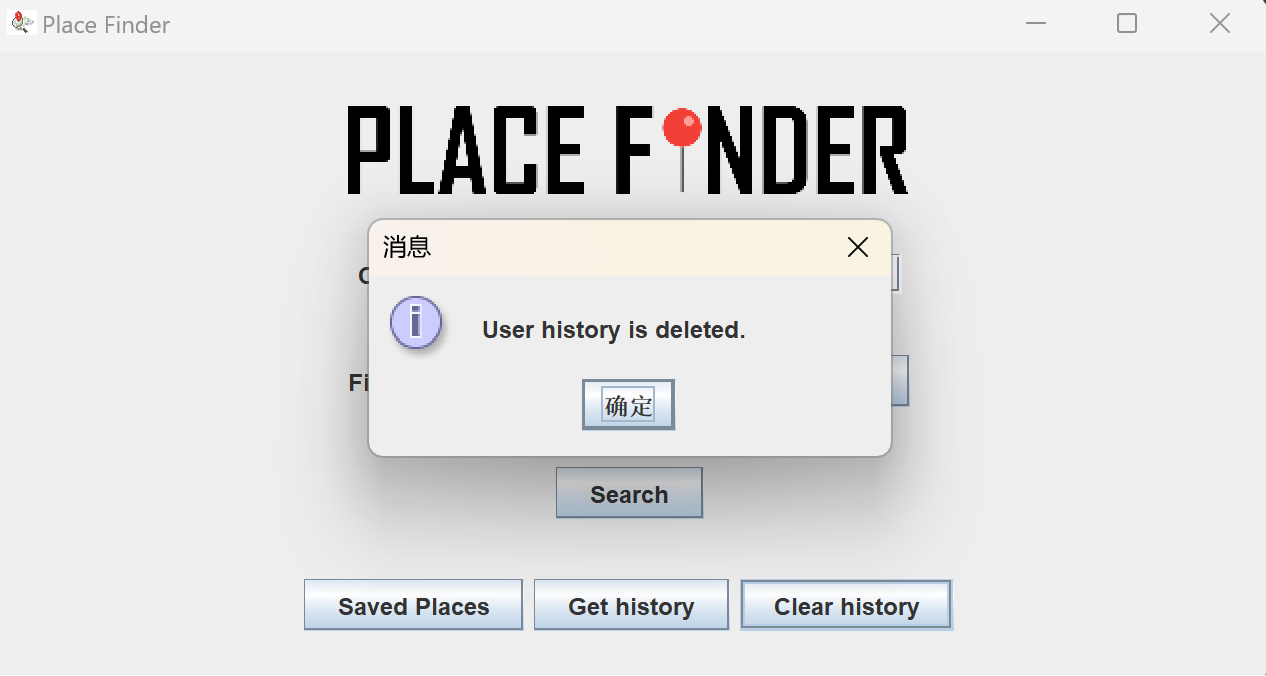 Place Finder
PLACE FINDER
消息
User history is deleted.
确定
Search
Saved Places Get history Clear history